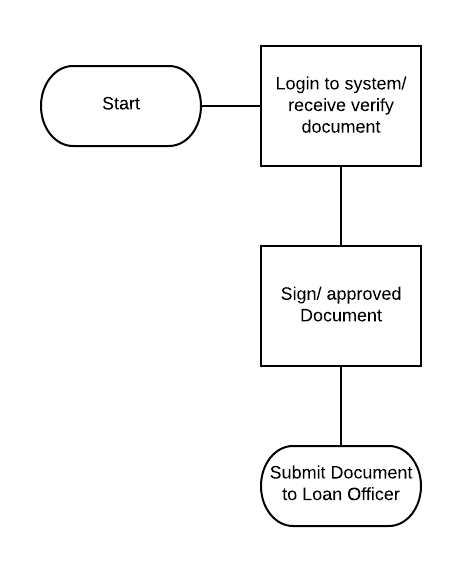 Start
Login to system/
receive verify
document
Sign/ approved
Document
Submit Document
to Loan Officer